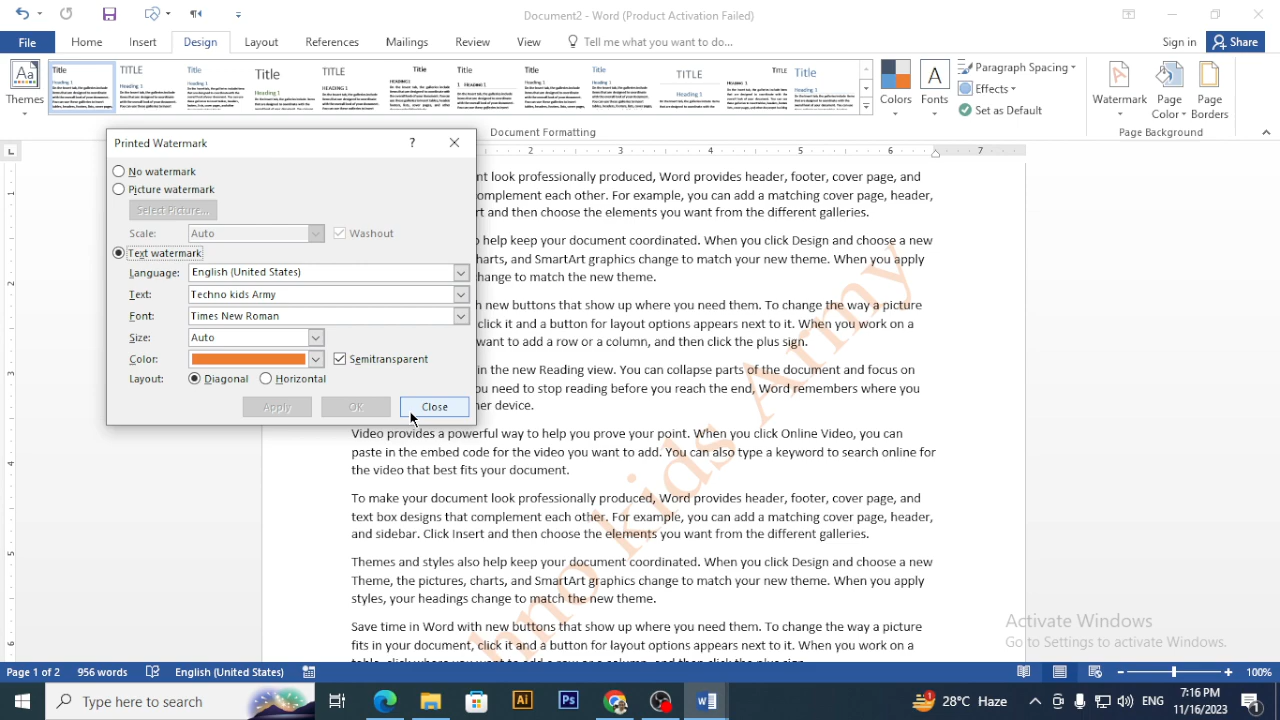 Document2 - Word (Product Activation Failed)
File Home Insert Design Layout References Mailings Review View Tell me what you want to do... Sign in Share
Themes
Title
TITLE
Title
Title
TITLE
Title
Title
Title
Title
TITLE
Title
Title
Colors
Fonts
Paragraph Spacing
Effects
Set as Default
Watermark
Page Color
Page Borders
Document Formatting
Page Background
Printed Watermark
No watermark
Picture watermark
Select Picture...
Scale: Auto Washout
Text watermark
Language: English (United States)
Text: Techno kids Army
Font: Times New Roman
Size: Auto
Color: Semitransparent
Layout: Diagonal Horizontal
Apply OK Close
2 3 4 5 6 7
look professionally produced, Word provides header, footer, cover page, and
complement each other. For example, you can add a matching cover page, header,
and then choose the elements you want from the different galleries.
help keep your document coordinated. When you click Design and choose a new
harts, and SmartArt graphics change to match your new theme. When you apply
hange to match the new theme.
new buttons that show up where you need them. To change the way a picture
click it and a button for layout options appears next to it. When you work on a
want to add a row or a column, and then click the plus sign.
in the new Reading view. You can collapse parts of the document and focus on
u need to stop reading before you reach the end, Word remembers where you
her device.
Video provides a powerful way to help you prove your point. When you click Online Video, you can
paste in the embed code for the video you want to add. You can also type a keyword to search online for
the video that best fits your document.
To make your document look professionally produced, Word provides header, footer, cover page, and
text box designs that complement each other. For example, you can add a matching cover page, header,
and sidebar. Click Insert and then choose the elements you want from the different galleries.
Themes and styles also help keep your document coordinated. When you click Design and choose a new
Theme, the pictures, charts, and SmartArt graphics change to match your new theme. When you apply
styles, your headings change to match the new theme.
Save time in Word with new buttons that show up where you need them. To change the way a picture
fits in your document, click it and a button for layout options appears next to it. When you work on a
hno kids Army
Activate Windows
Go to Settings to activate Windows.
Page 1 of 2 956 words English (United States) 100%
Type here to search
Ai
Ps
1
28°C Haze
ENG
7:16 PM
11/16/2023
1